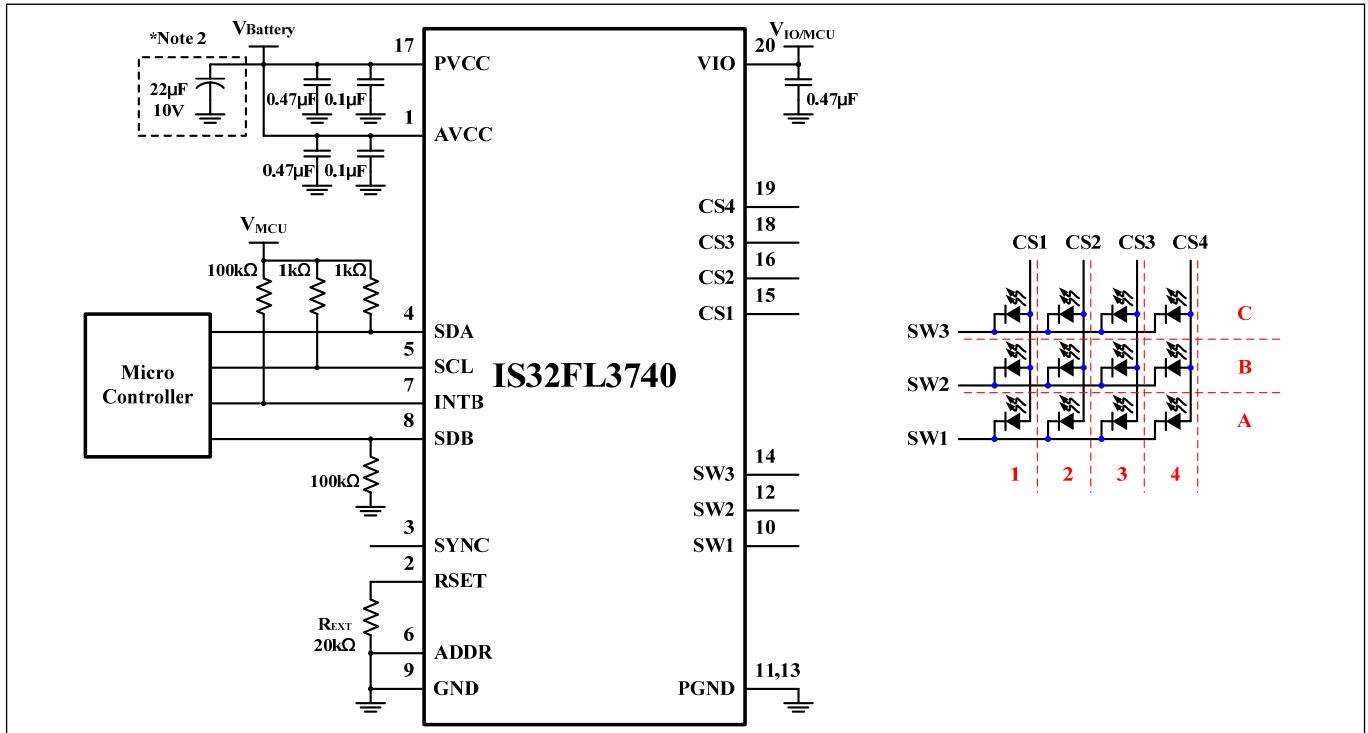 *Note 2
VBattery
22µF
10V
0.47µF
0.1µF
17
PVCC
1
AVCC
0.47µF
0.1µF
VMCU
100kΩ
1kΩ
1kΩ
Micro
Controller
4
SDA
5
SCL
7
INTB
8
SDB
100kΩ
3
SYNC
2
RSET
REXT
20kΩ
6
ADDR
9
GND
IS32FL3740
VIO/MCU
20
VIO
0.47µF
19
CS4
18
CS3
16
CS2
15
CS1
14
SW3
12
SW2
10
SW1
11,13
PGND
CS1 CS2 CS3 CS4
SW3 C
SW2 B
SW1 A
1 2 3 4